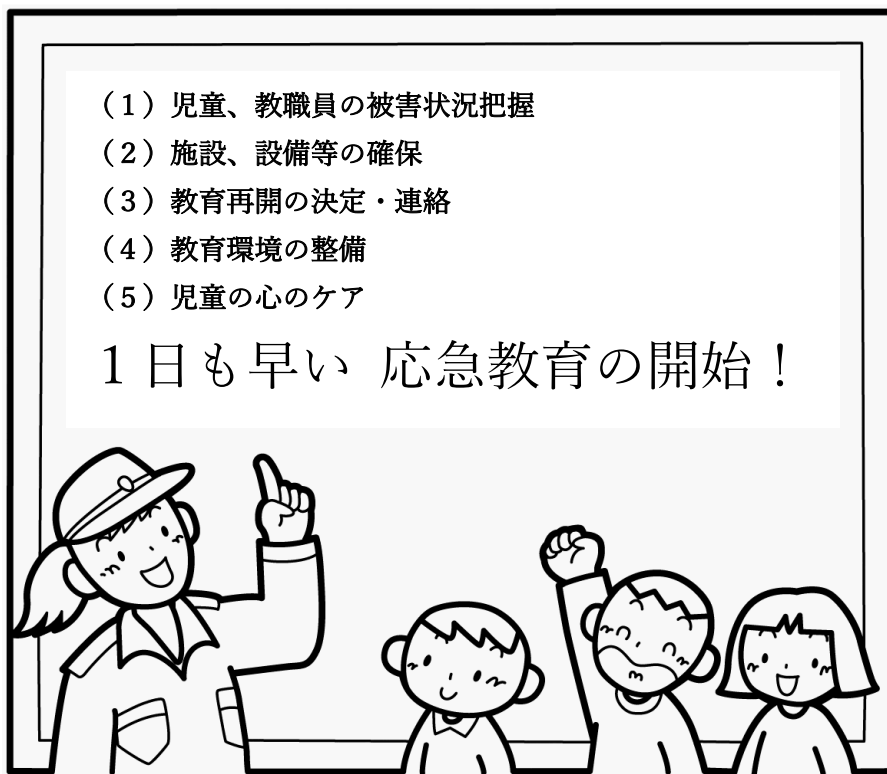 （１）児童、教職員の被害状況把握
（２）施設、設備等の確保
（３）教育再開の決定・連絡
（４）教育環境の整備
（５）児童の心のケア
１日も早い 応急教育の開始！